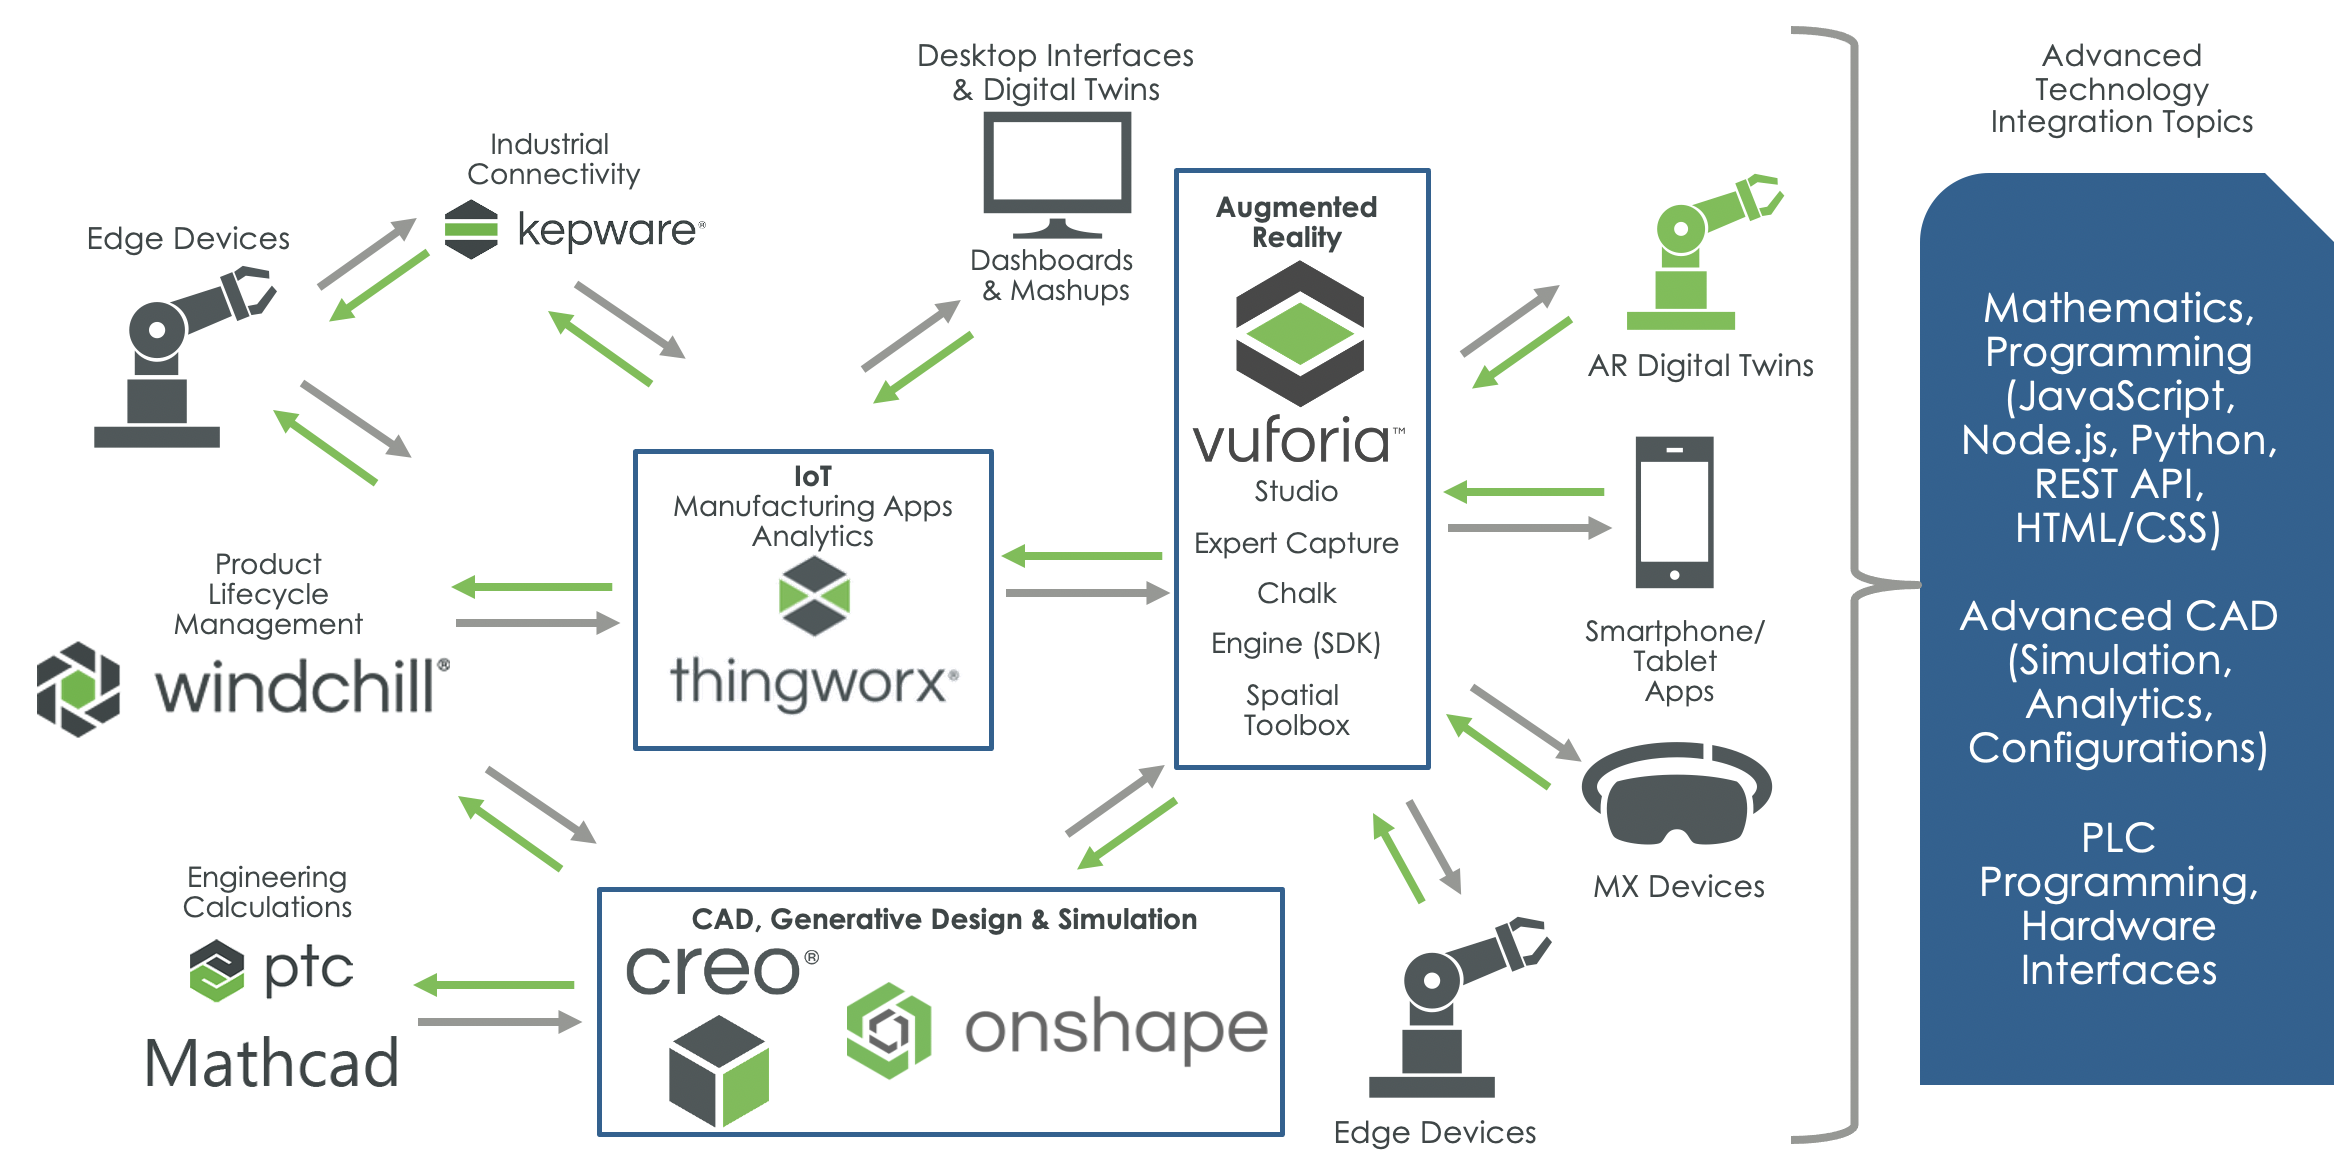 Desktop Interfaces
& Digital Twins
Dashboards
& Mashups
Industrial
Connectivity
kepware®
Edge Devices
Augmented
Reality
vuforia™
Studio
Expert Capture
Chalk
Engine (SDK)
Spatial
Toolbox
AR Digital Twins
IoT
Manufacturing Apps
Analytics
thingworx®
Product
Lifecycle
Management
windchill®
Smartphone/
Tablet
Apps
MX Devices
Engineering
Calculations
ptc
Mathcad
CAD, Generative Design & Simulation
creo®
onshape
Edge Devices
Advanced
Technology
Integration Topics
Mathematics,
Programming
(JavaScript,
Node.js, Python,
REST API,
HTML/CSS)
Advanced CAD
(Simulation,
Analytics,
Configurations)
PLC
Programming,
Hardware
Interfaces